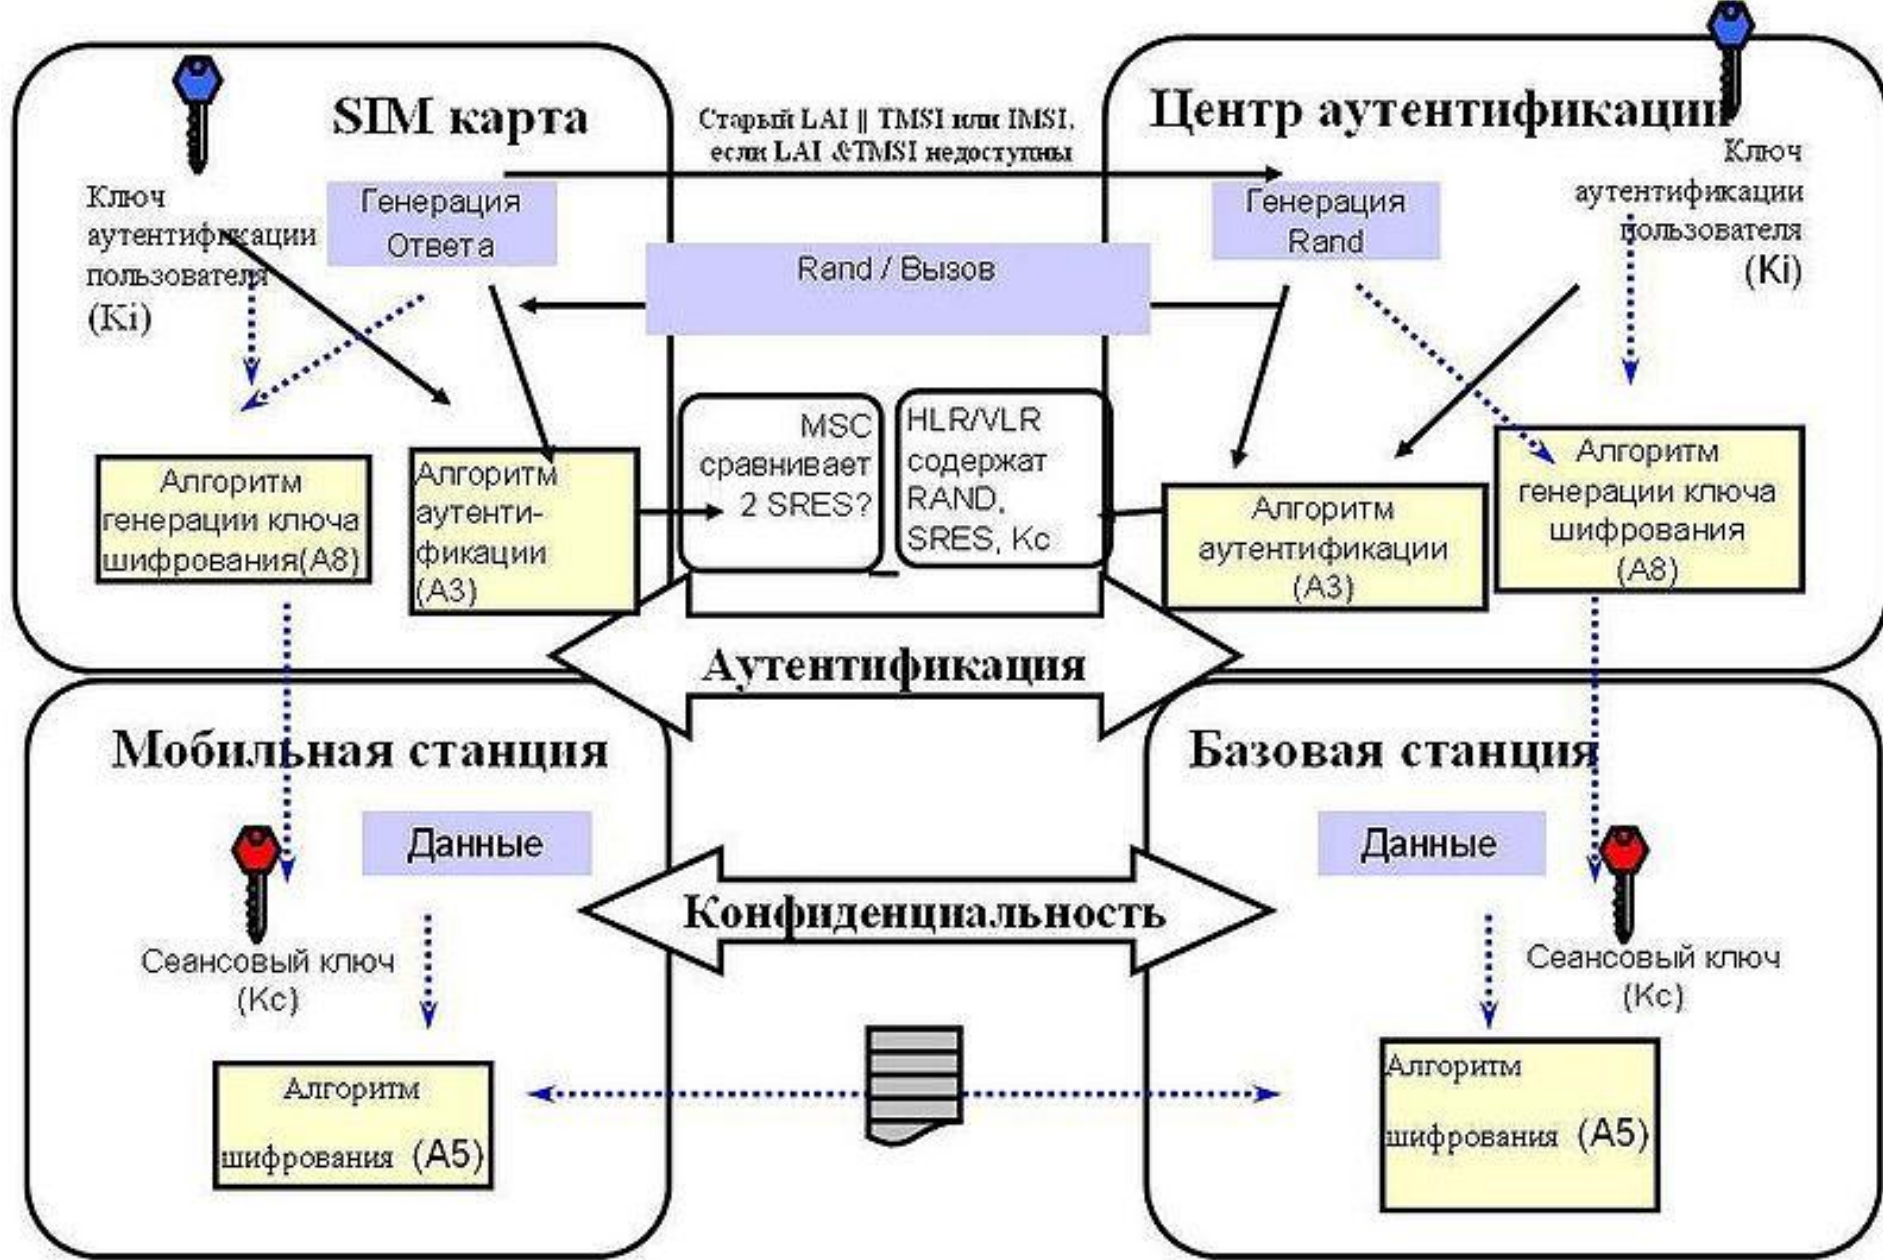 SIM карта
Ключ
аутентификации
пользователя
(Ki)
Генерация
Ответа
Старый LAI || TMSI или IMSI,
если LAI &TMSI недоступны
Rand / Вызов
Центр аутентификации
Генерация
Rand
Ключ
аутентификации
пользователя
(Ki)
Алгоритм
генерации ключа
шифрования(A8)
Алгоритм
аутенти-
фикации
(A3)
MSC
сравнивает
2 SRES?
HLR/VLR
содержат
RAND,
SRES, Kc
Алгоритм
аутентификации
(A3)
Алгоритм
генерации ключа
шифрования
(A8)
Аутентификация
Мобильная станция
Данные
Сеансовый ключ
(Kc)
Алгоритм
шифрования (A5)
Конфиденциальность
Базовая станция
Данные
Сеансовый ключ
(Kc)
Алгоритм
шифрования (A5)